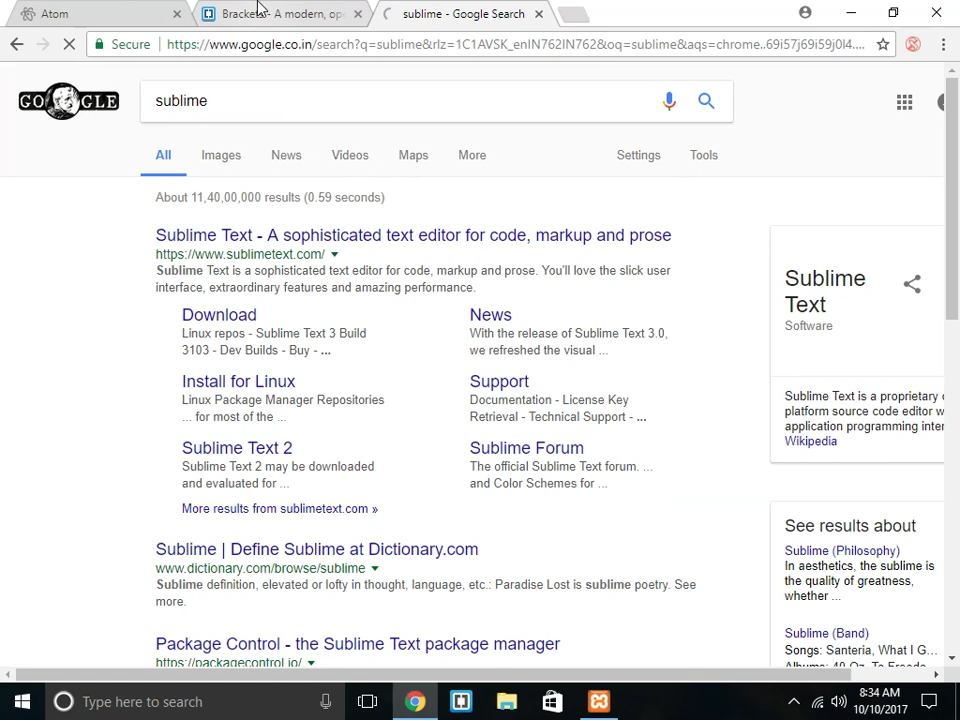 Atom
Brackets - A modern, op
sublime - Google Search
Secure
https://www.google.co.in/search?q=sublime&rlz=1C1AVSK_enIN762IN762&oq=sublime&aqs=chrome..69i57j69i59j0l4....
GO GLE
sublime
All
Images
News
Videos
Maps
More
Settings
Tools
About 11,40,00,000 results (0.59 seconds)
Sublime Text - A sophisticated text editor for code, markup and prose
https://www.sublimetext.com/
Sublime Text is a sophisticated text editor for code, markup and prose. You'll love the slick user
interface, extraordinary features and amazing performance.
Download
Linux repos - Sublime Text 3 Build
3103 - Dev Builds - Buy - ...
News
With the release of Sublime Text 3.0,
we refreshed the visual ...
Install for Linux
Linux Package Manager Repositories
... for most of the ...
Support
Documentation - License Key
Retrieval - Technical Support - ...
Sublime Text 2
Sublime Text 2 may be downloaded
and evaluated for ...
Sublime Forum
The official Sublime Text forum. ...
and Color Schemes for ...
More results from sublimetext.com »
Sublime | Define Sublime at Dictionary.com
www.dictionary.com/browse/sublime
Sublime definition, elevated or lofty in thought, language, etc.: Paradise Lost is sublime poetry. See
more.
Package Control - the Sublime Text package manager
https://packagecontrol.io/
Sublime
Text
Software
Sublime Text is a proprietary c
platform source code editor w
application programming inter
Wikipedia
See results about
Sublime (Philosophy)
In aesthetics, the sublime is
the quality of greatness,
whether ...
Sublime (Band)
Songs: Santeria, What I G...
Albums: 40 Oz. To Freedo
Type here to search
8:34 AM
10/10/2017